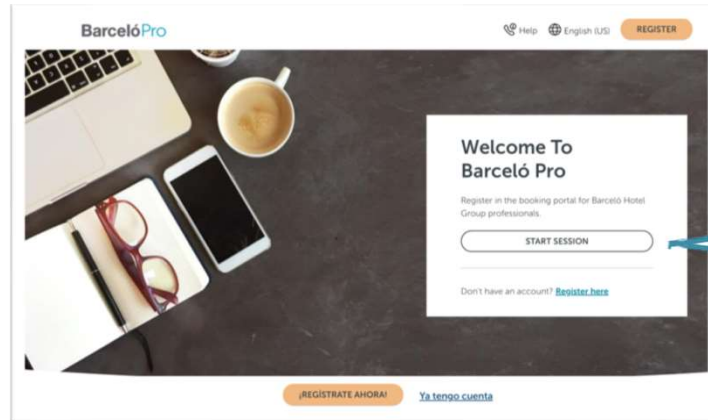 BarcelóPro
Help English (US) REGISTER
Welcome To
Barceló Pro
Register in the booking portal for Barceló Hotel
Group professionals.
START SESSION
Don't have an account? Register here
¡REGÍSTRATE AHORA! Ya tengo cuenta